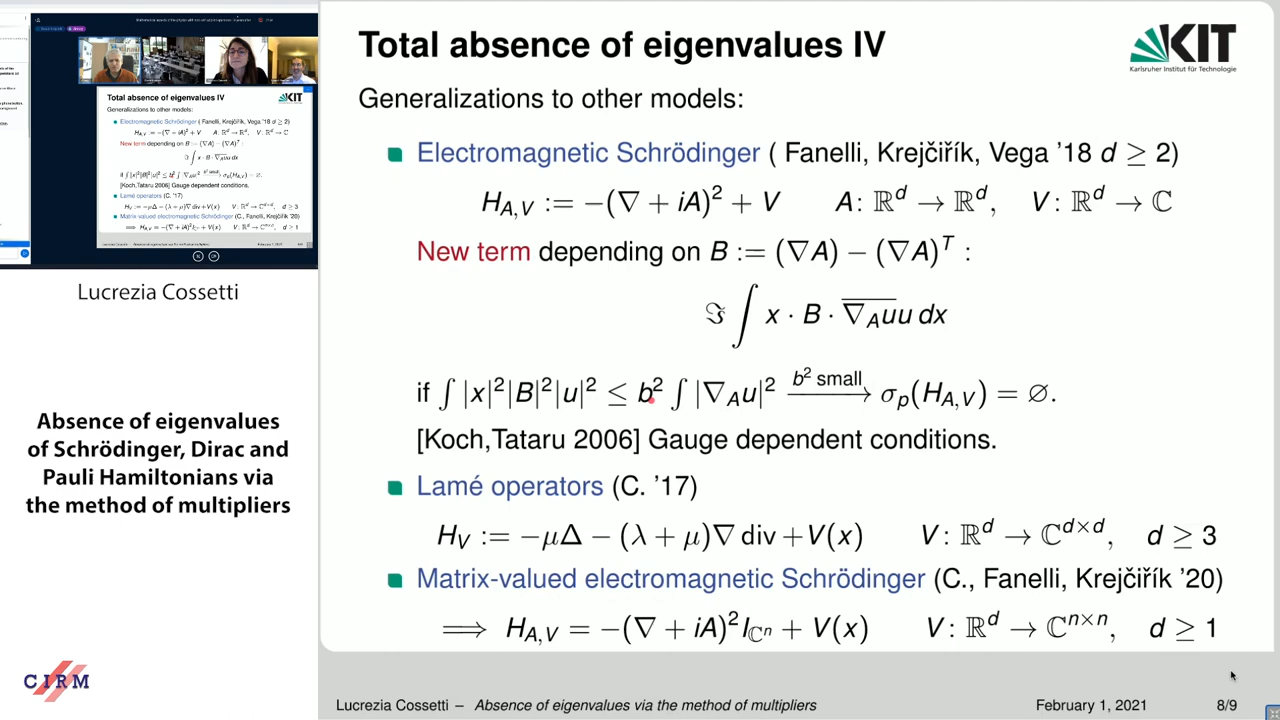 Total absence of eigenvalues IV
KIT
Karlsruher Institut für Technologie
Generalizations to other models:
Electromagnetic Schrödinger ( Fanelli, Krejčiřík, Vega '18 d ≥ 2)
H_{A,V} := −(∇ + iA)² + V A: ℝ^d → ℝ^d, V: ℝ^d → ℂ
New term depending on B := (∇A) − (∇A)^T :
ℑ ∫ x · B · \overline{∇_A u}u dx
if ∫ |x|²|B|²|u|² ≤ b² ∫ |∇_A u|² \xrightarrow{b² small} σ_p(H_{A,V}) = ∅.
[Koch,Tataru 2006] Gauge dependent conditions.
Lamé operators (C. '17)
H_V := −μΔ − (λ + μ)∇ div +V(x) V: ℝ^d → ℂ^{d×d}, d ≥ 3
Matrix-valued electromagnetic Schrödinger (C., Fanelli, Krejčiřík '20)
⟹ H_{A,V} = −(∇ + iA)²I_{ℂ^n} + V(x) V: ℝ^d → ℂ^{n×n}, d ≥ 1
Lucrezia Cossetti – Absence of eigenvalues via the method of multipliers February 1, 2021 8/9
Lucrezia Cossetti
Absence of eigenvalues
of Schrödinger, Dirac and
Pauli Hamiltonians via
the method of multipliers
CIRM